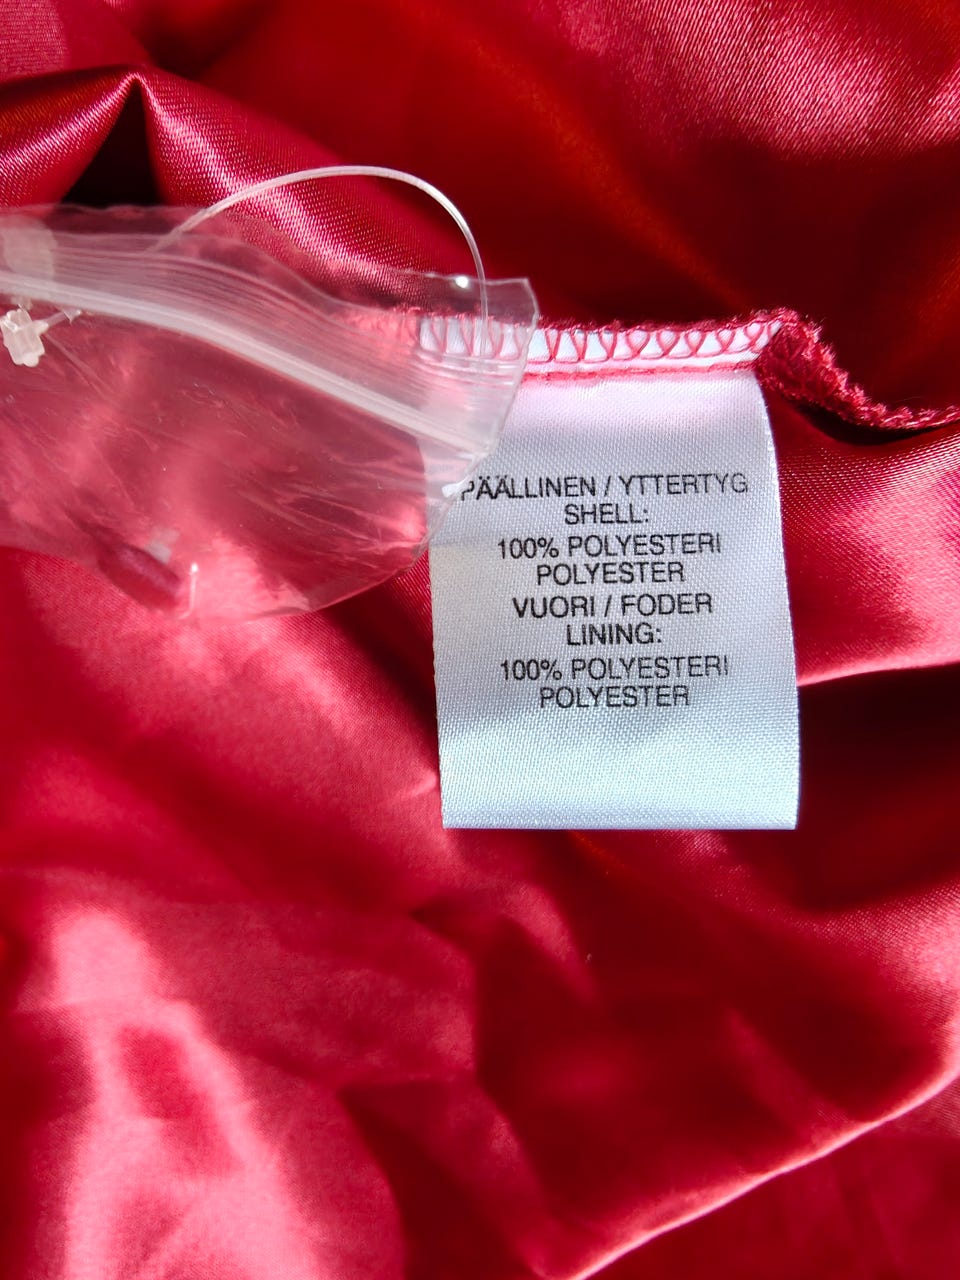 PÄÄLLINEN / YTTERTYG
SHELL:
100% POLYESTERI
POLYESTER
VUORI / FODER
LINING:
100% POLYESTERI
POLYESTER